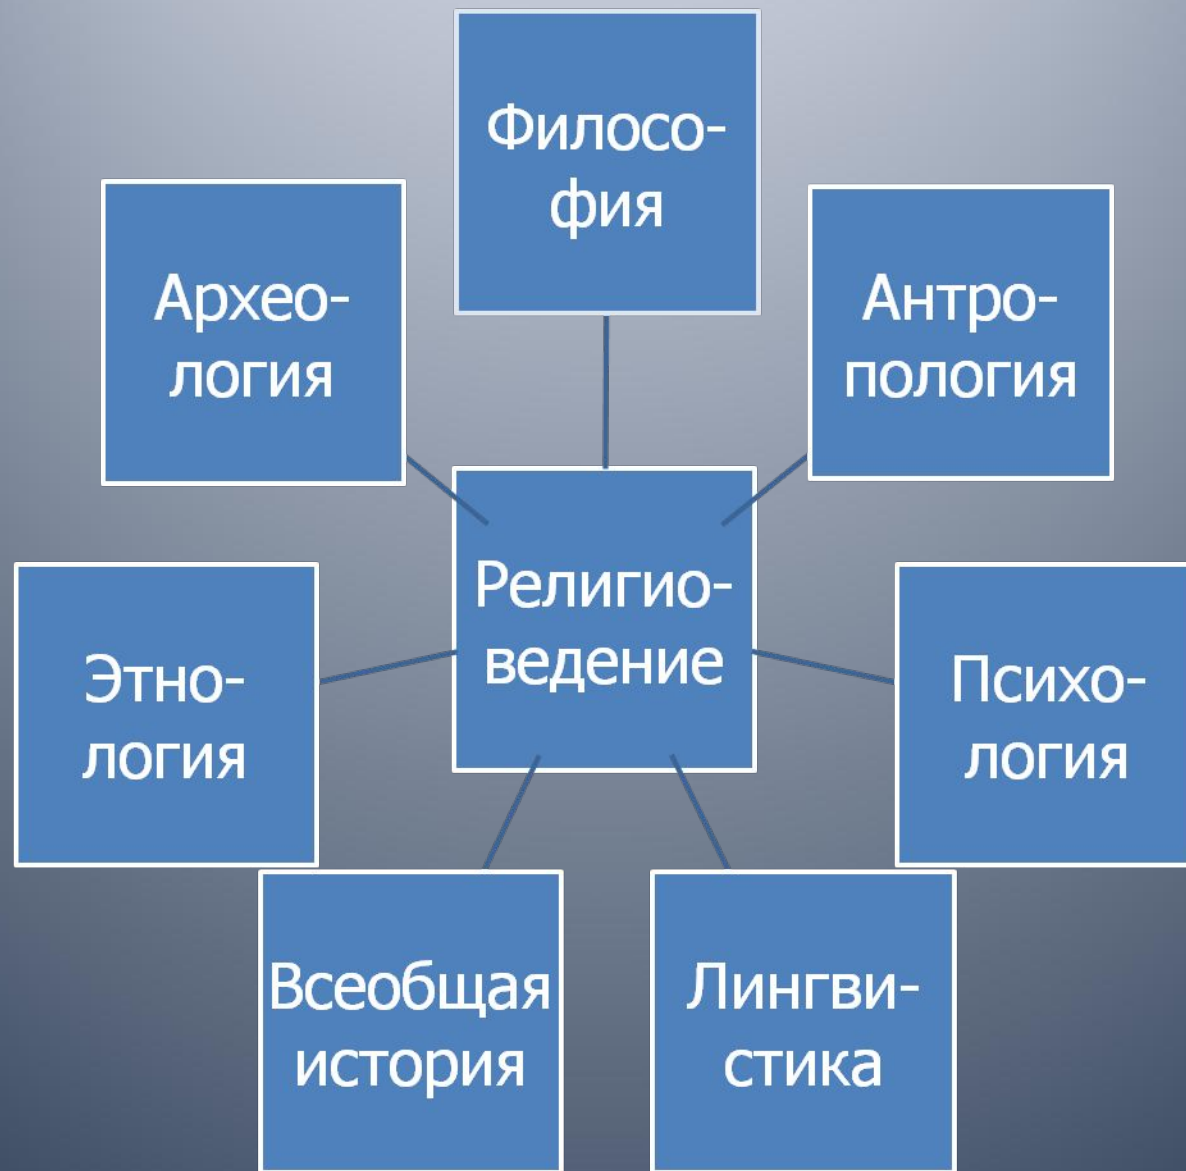 Филосо-
фия
Архео-
логия
Антро-
пология
Религио-
ведение
Этно-
логия
Психо-
логия
Всеобщая
история
Лингви-
стика